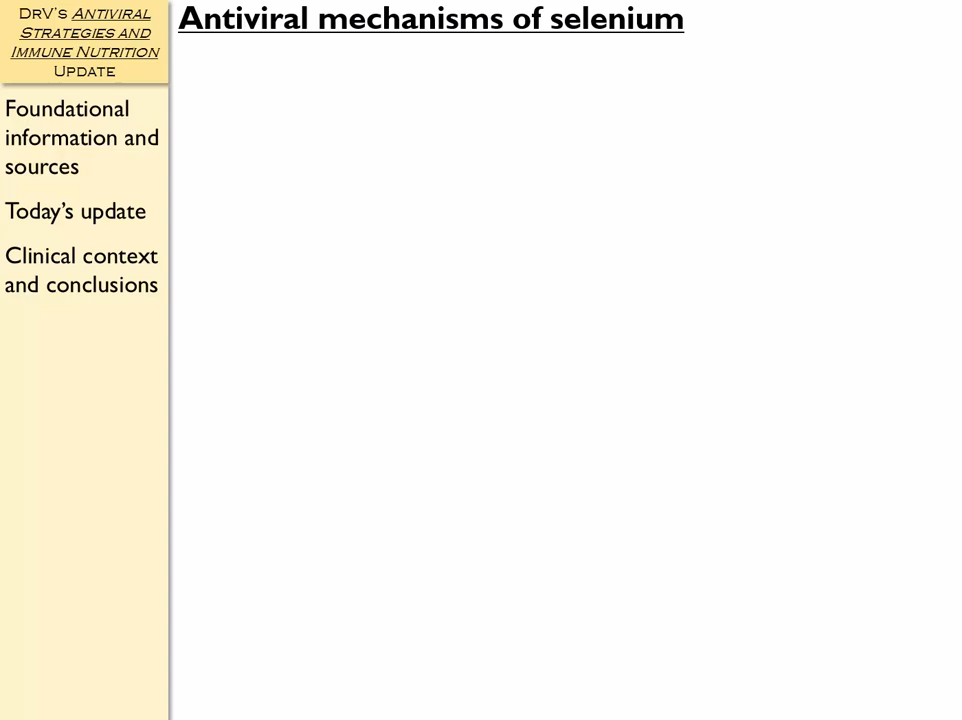 DrV's Antiviral
Strategies and
Immune Nutrition
Update
Foundational
information and
sources
Today's update
Clinical context
and conclusions
Antiviral mechanisms of selenium